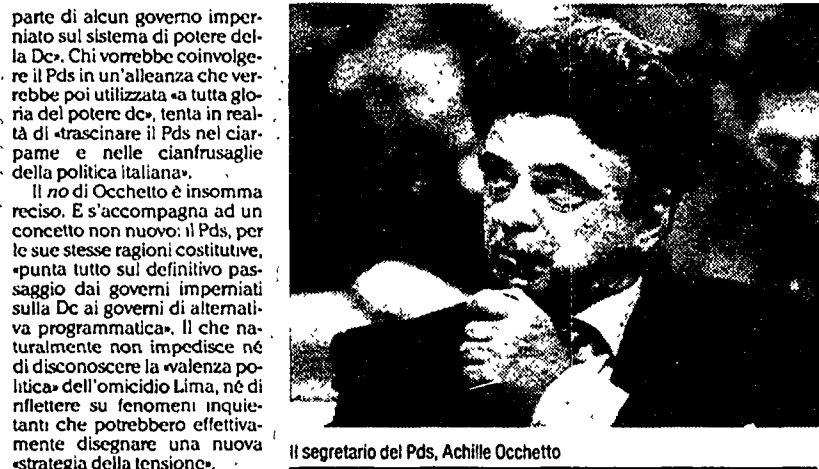 parte di alcun governo imper-
niato sul sistema di potere del-
la Dc». Chi vorrebbe coinvolge-
re il Pds in un'alleanza che ver-
rebbe poi utilizzata «a tutta glo-
ria del potere dc», tenta in real-
tà di «trascinare il Pds nel ciar-
pame e nelle cianfrusaglie
della politica italiana».
Il no di Occhetto è insomma
reciso. E s'accompagna ad un
concetto non nuovo: il Pds, per
le sue stesse ragioni costitutive,
«punta tutto sul definitivo pas-
saggio dai governi imperniati
sulla Dc ai governi di alternati-
va programmatica». Il che na-
turalmente non impedisce né
di disconoscere la «valenza po-
litica» dell'omicidio Lima, né di
riflettere su fenomeni inquie-
tanti che potrebbero effettiva-
mente disegnare una nuova
«strategia della tensione».
Il segretario del Pds, Achille Occhetto